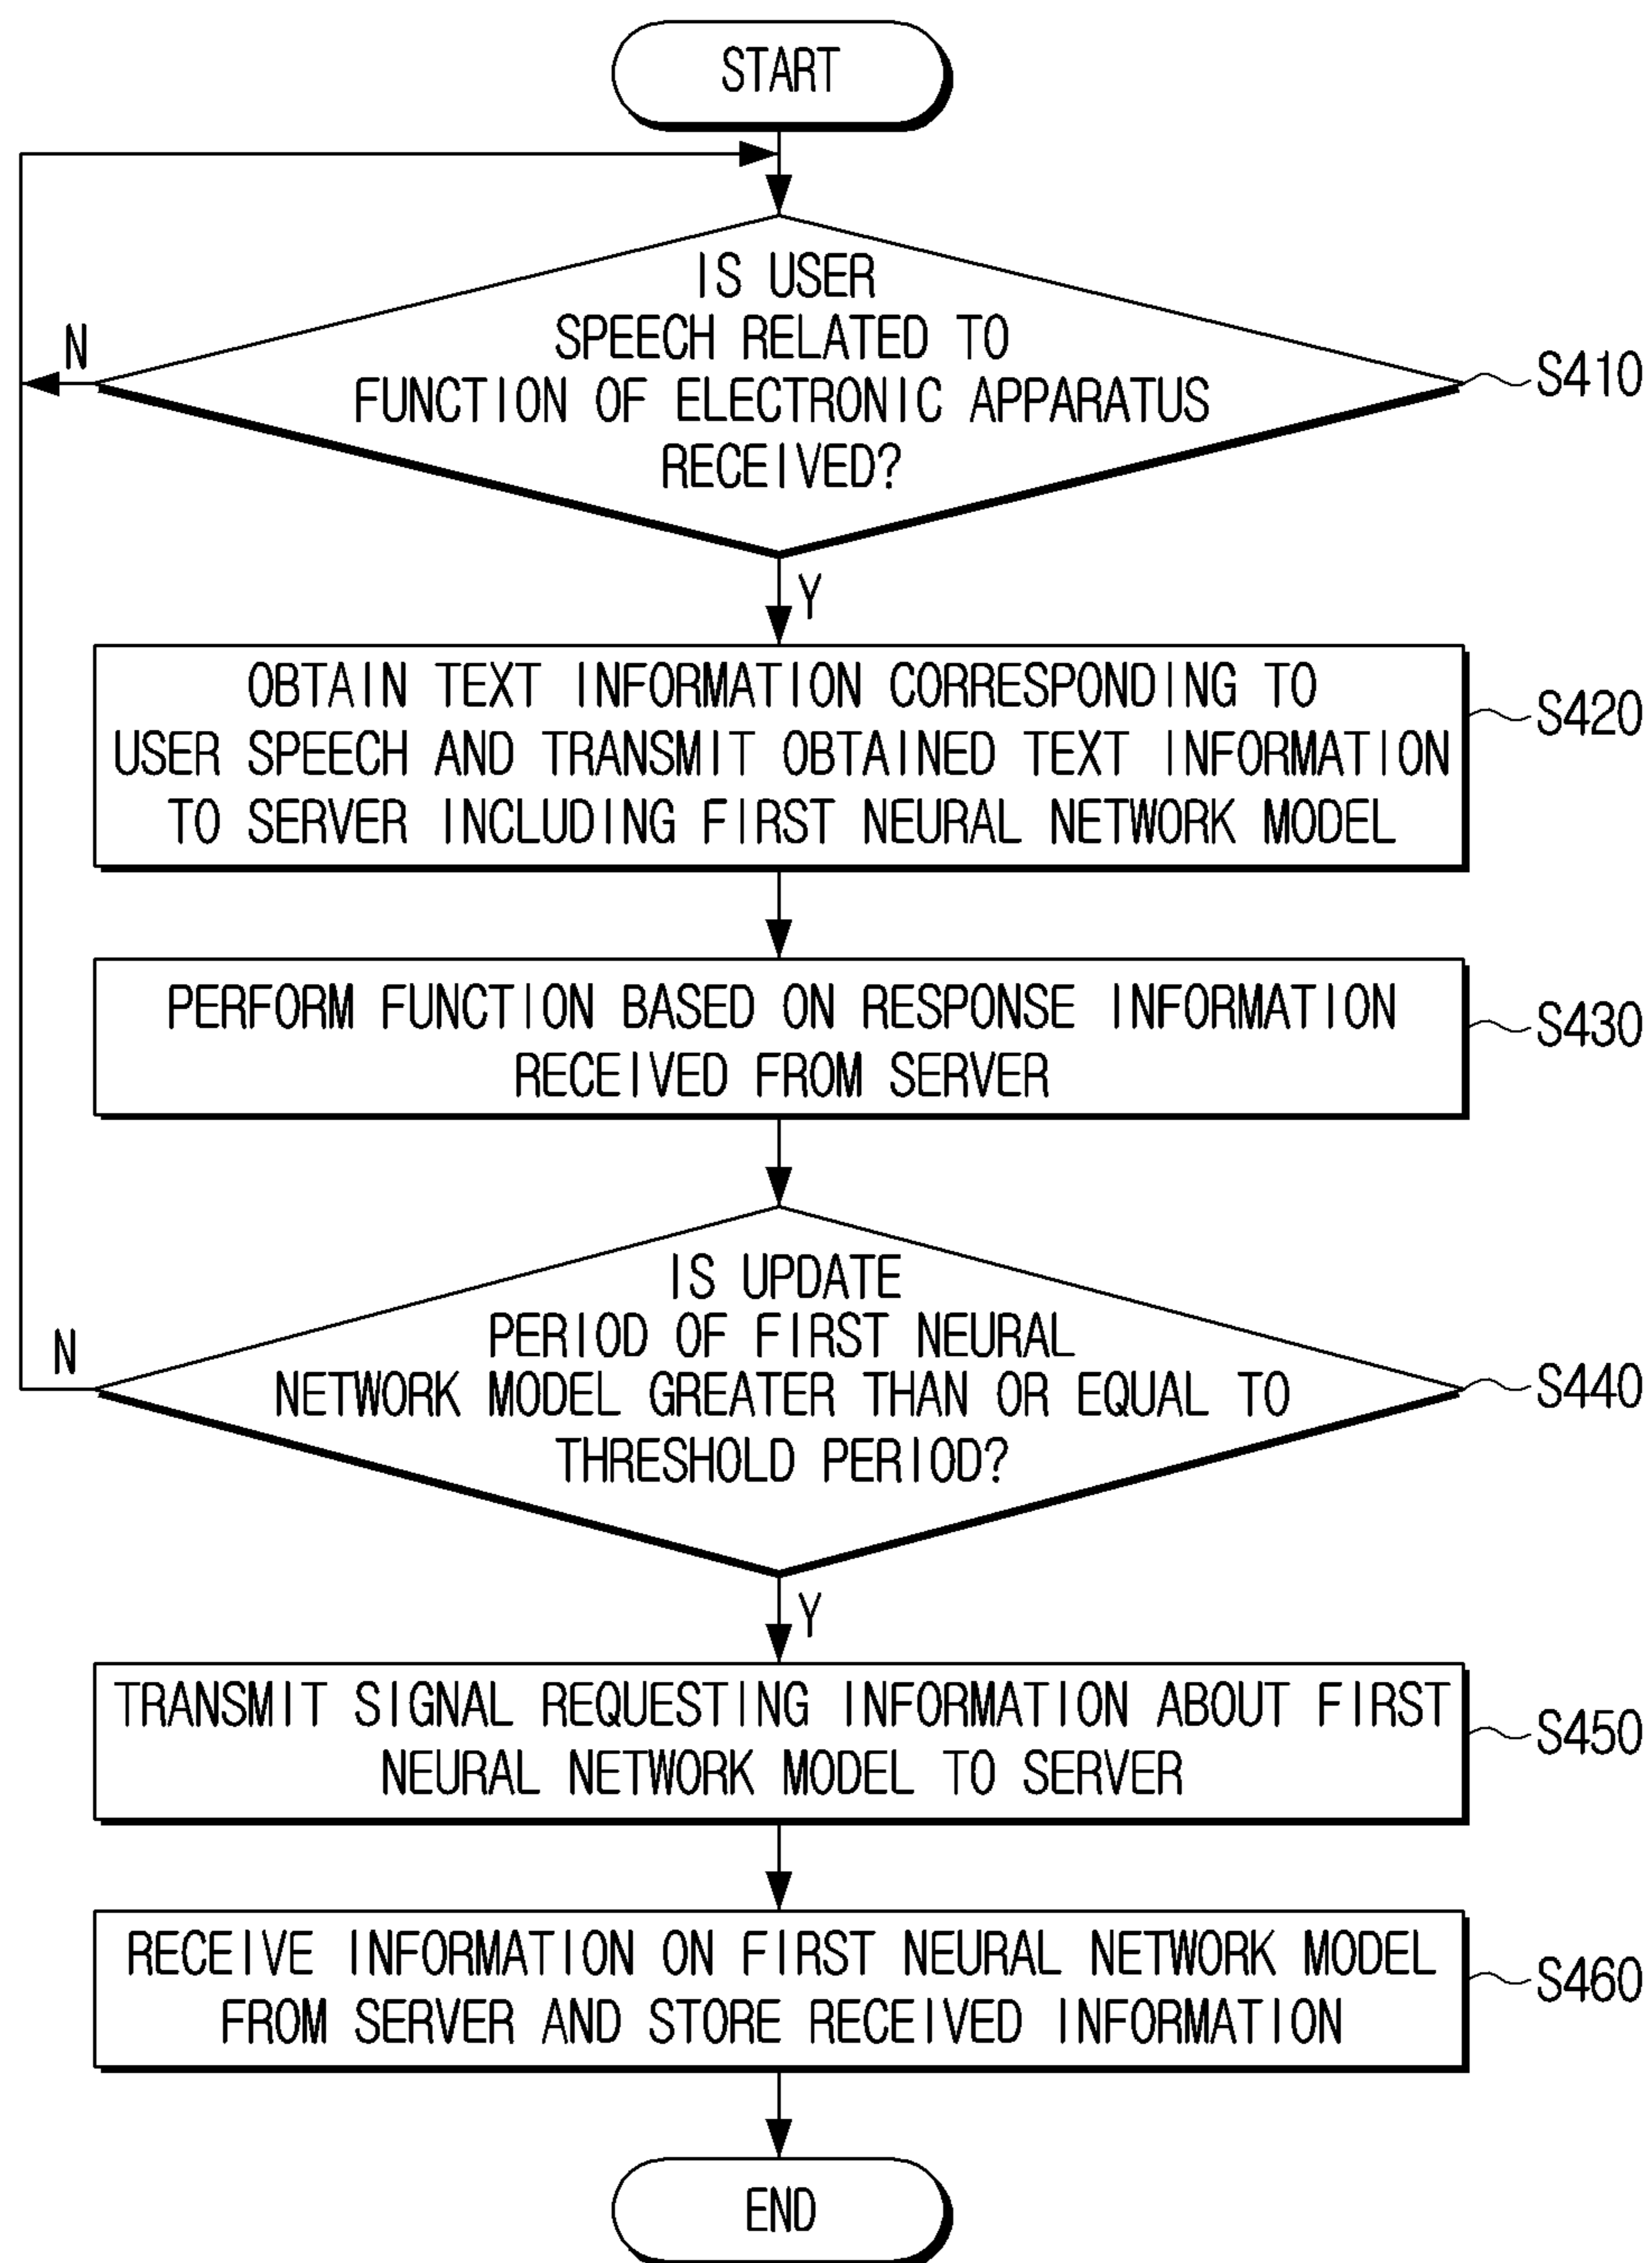 START
IS USER
SPEECH RELATED TO
FUNCTION OF ELECTRONIC APPARATUS
RECEIVED?
N
S410
Y
OBTAIN TEXT INFORMATION CORRESPONDING TO
USER SPEECH AND TRANSMIT OBTAINED TEXT INFORMATION
TO SERVER INCLUDING FIRST NEURAL NETWORK MODEL
S420
PERFORM FUNCTION BASED ON RESPONSE INFORMATION
RECEIVED FROM SERVER
S430
IS UPDATE
PERIOD OF FIRST NEURAL
NETWORK MODEL GREATER THAN OR EQUAL TO
THRESHOLD PERIOD?
N
S440
Y
TRANSMIT SIGNAL REQUESTING INFORMATION ABOUT FIRST
NEURAL NETWORK MODEL TO SERVER
S450
RECEIVE INFORMATION ON FIRST NEURAL NETWORK MODEL
FROM SERVER AND STORE RECEIVED INFORMATION
S460
END